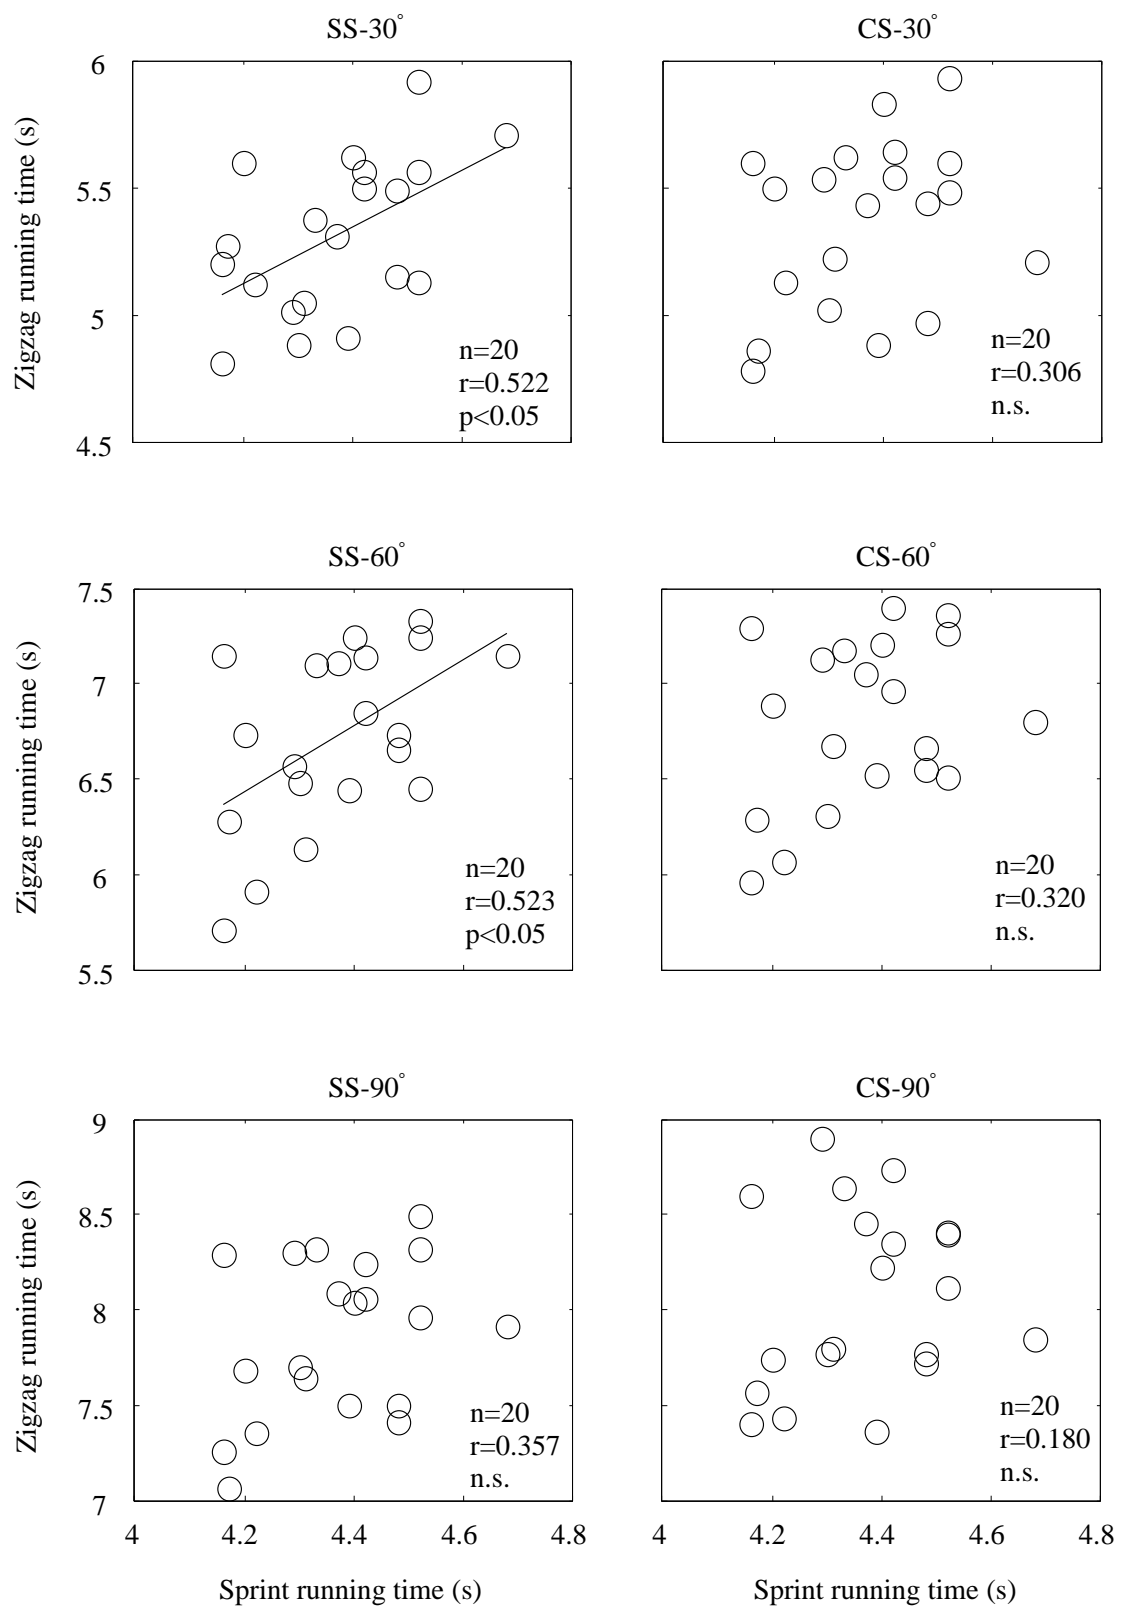 SS-30°
CS-30°
6
5.5
5
4.5
Zigzag running time (s)
n=20
r=0.522
p<0.05
n=20
r=0.306
n.s.
SS-60°
CS-60°
7.5
7
6.5
6
5.5
Zigzag running time (s)
n=20
r=0.523
p<0.05
n=20
r=0.320
n.s.
SS-90°
CS-90°
9
8.5
8
7.5
7
Zigzag running time (s)
n=20
r=0.357
n.s.
n=20
r=0.180
n.s.
4 4.2 4.4 4.6 4.8
4 4.2 4.4 4.6 4.8
Sprint running time (s)
Sprint running time (s)